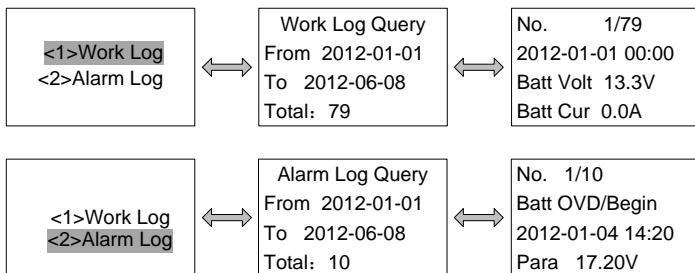 <1>Work Log
<2>Alarm Log
Work Log Query
From 2012-01-01
To 2012-06-08
Total：79
No. 1/79
2012-01-01 00:00
Batt Volt 13.3V
Batt Cur 0.0A
<1>Work Log
<2>Alarm Log
Alarm Log Query
From 2012-01-01
To 2012-06-08
Total：10
No. 1/10
Batt OVD/Begin
2012-01-04 14:20
Para 17.20V